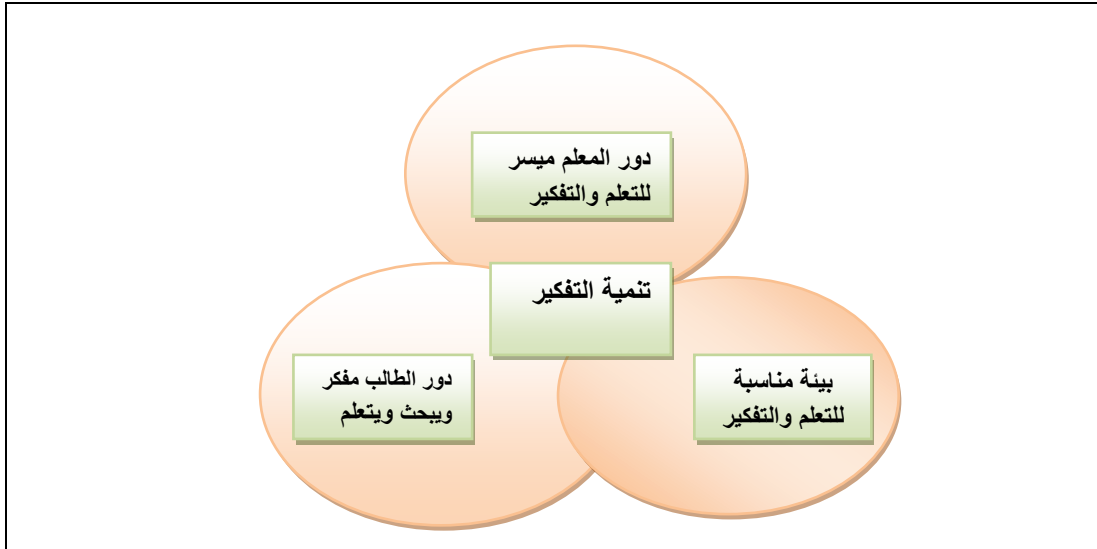 دور المعلم ميسر
للتعلم والتفكير
تنمية التفكير
بيئة مناسبة
للتعلم والتفكير
دور الطالب مفكر
ويبحث ويتعلم